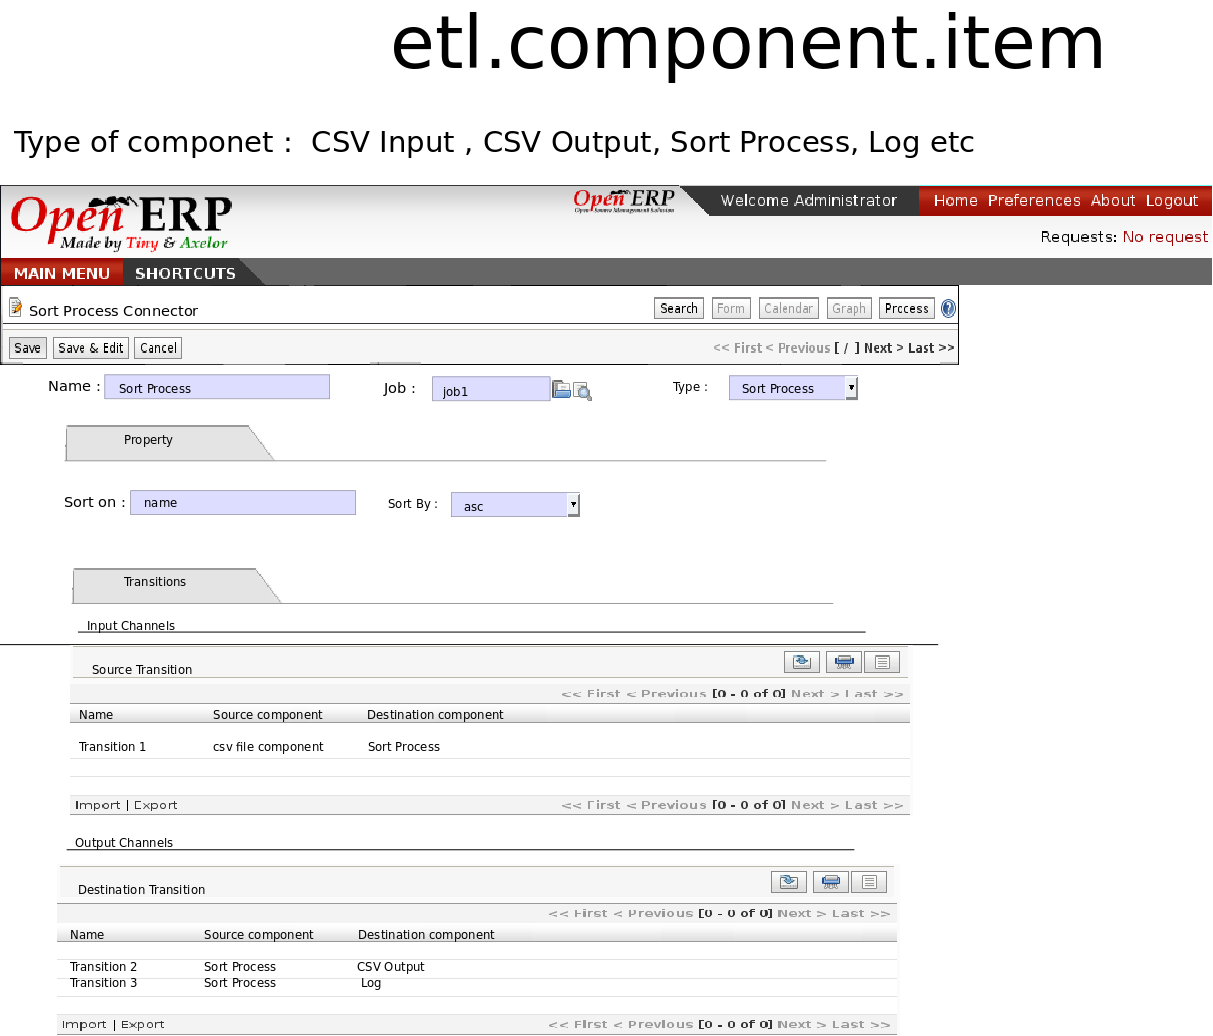 etl.component.item
Type of componet : CSV Input , CSV Output, Sort Process, Log etc
Open ERP
Made by Tiny & Axelor
Open ERP
Welcome Administrator
Home Preferences About Logout
Requests: No request
MAIN MENU SHORTCUTS
Sort Process Connector
Search Form Calendar Graph Process ?
Save Save & Edit Cancel
<< First < Previous [ / ] Next > Last >>
Name : Sort Process Job : job1 Type : Sort Process
Property
Sort on : name Sort By : asc
Transitions
Input Channels
Source Transition
<< First < Previous [0 - 0 of 0] Next > Last >>
Name Source component Destination component
Transition 1 csv file component Sort Process
Import | Export << First < Previous [0 - 0 of 0] Next > Last >>
Output Channels
Destination Transition
<< First < Previous [0 - 0 of 0] Next > Last >>
Name Source component Destination component
Transition 2 Sort Process CSV Output
Transition 3 Sort Process Log
Import | Export << First < Previous [0 - 0 of 0] Next > Last >>